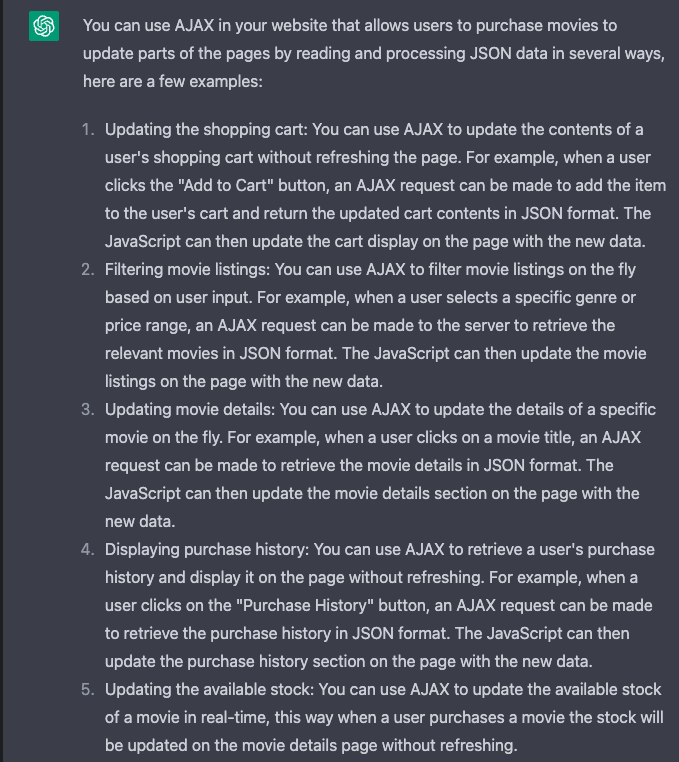 You can use AJAX in your website that allows users to purchase movies to
update parts of the pages by reading and processing JSON data in several ways,
here are a few examples:
1. Updating the shopping cart: You can use AJAX to update the contents of a
user's shopping cart without refreshing the page. For example, when a user
clicks the "Add to Cart" button, an AJAX request can be made to add the item
to the user's cart and return the updated cart contents in JSON format. The
JavaScript can then update the cart display on the page with the new data.
2. Filtering movie listings: You can use AJAX to filter movie listings on the fly
based on user input. For example, when a user selects a specific genre or
price range, an AJAX request can be made to the server to retrieve the
relevant movies in JSON format. The JavaScript can then update the movie
listings on the page with the new data.
3. Updating movie details: You can use AJAX to update the details of a specific
movie on the fly. For example, when a user clicks on a movie title, an AJAX
request can be made to retrieve the movie details in JSON format. The
JavaScript can then update the movie details section on the page with the
new data.
4. Displaying purchase history: You can use AJAX to retrieve a user's purchase
history and display it on the page without refreshing. For example, when a
user clicks on the "Purchase History" button, an AJAX request can be made
to retrieve the purchase history in JSON format. The JavaScript can then
update the purchase history section on the page with the new data.
5. Updating the available stock: You can use AJAX to update the available stock
of a movie in real-time, this way when a user purchases a movie the stock will
be updated on the movie details page without refreshing.